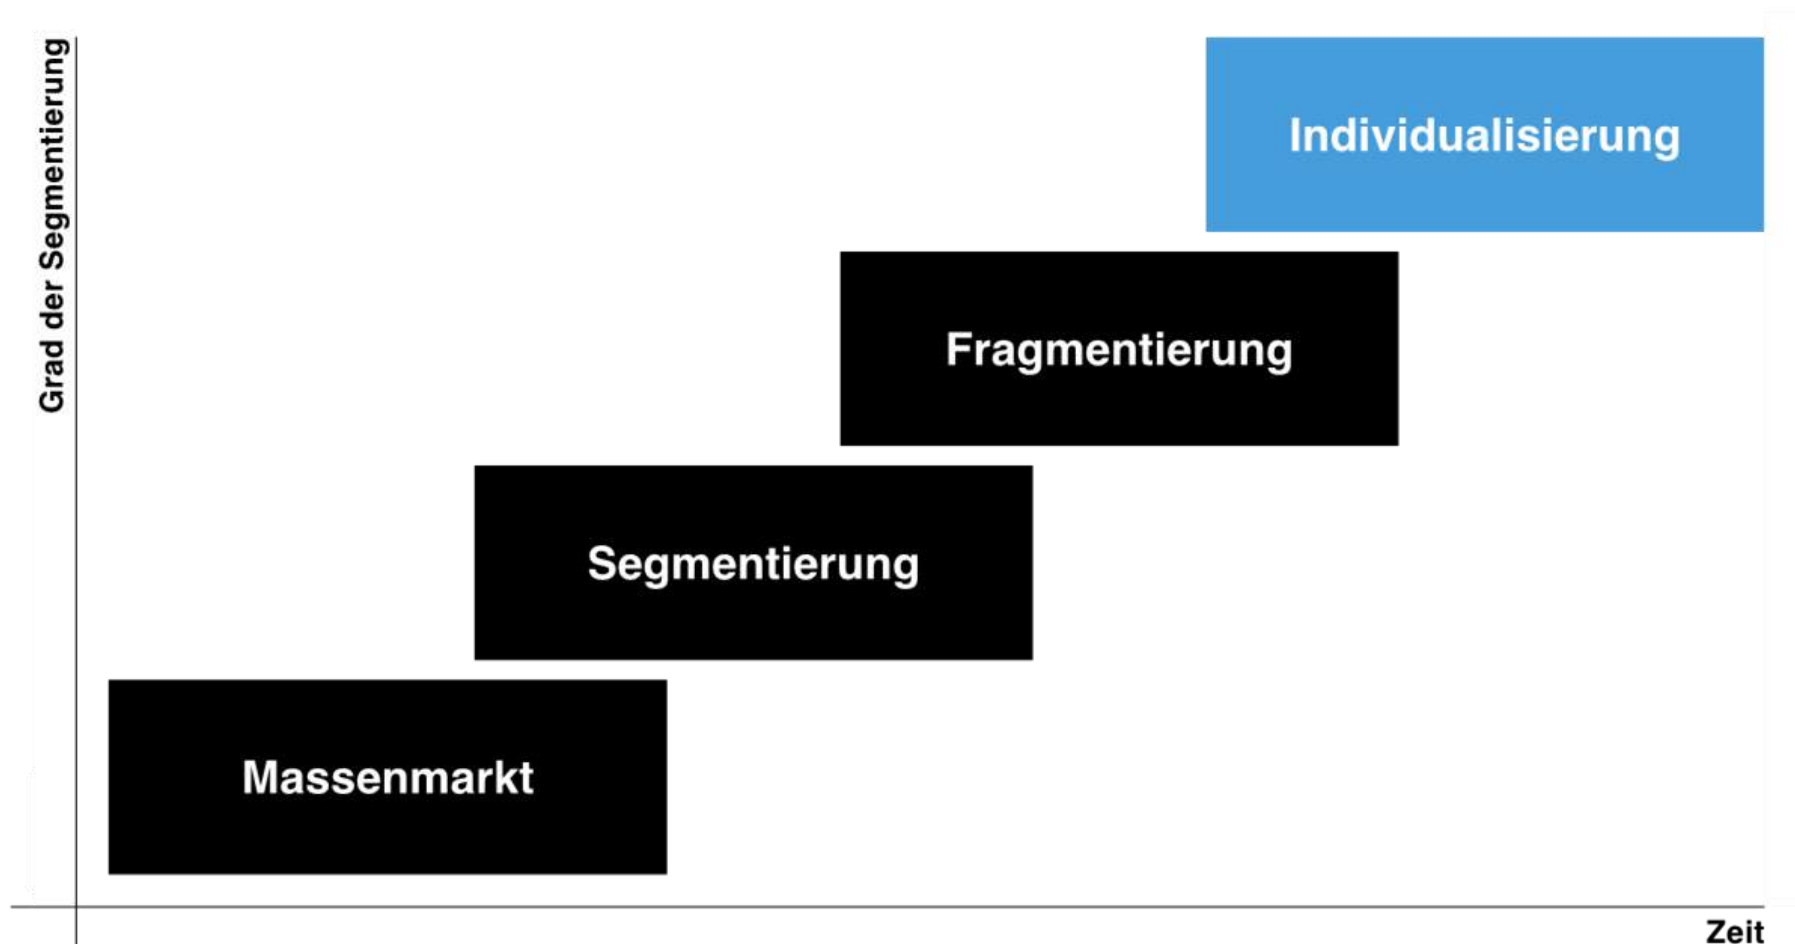 Grad der Segmentierung
Individualisierung
Fragmentierung
Segmentierung
Massenmarkt
Zeit